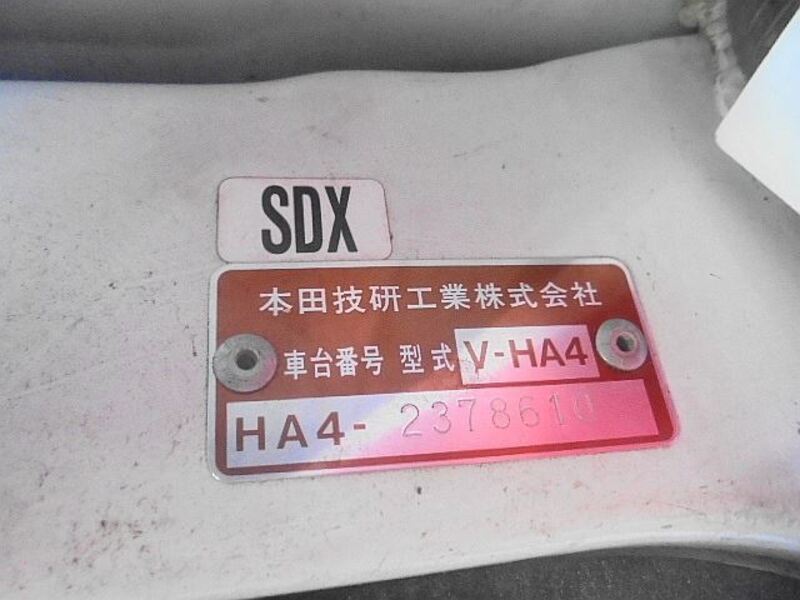 SDX
本田技研工業株式会社
車台番号 型式 V-HA4
HA4-2378610